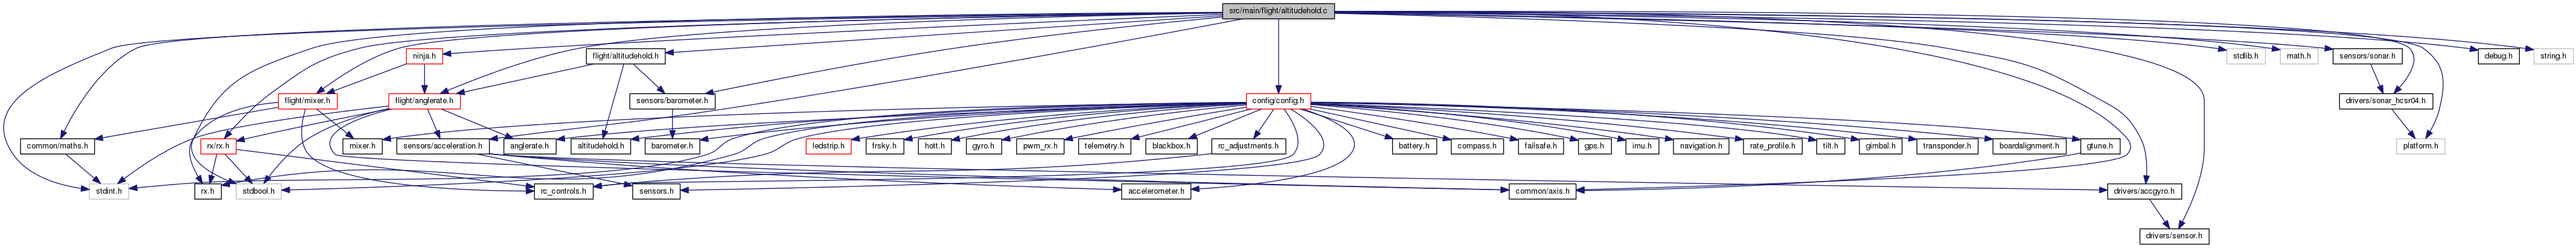 src/main/flight/altitudehold.c
ninja.h
flight/altitudehold.h
stdlib.h
math.h
sensors/sonar.h
debug.h
string.h
flight/mixer.h
flight/anglerate.h
sensors/barometer.h
config/config.h
drivers/sonar_hcsr04.h
common/maths.h
rx/rx.h
mixer.h
sensors/acceleration.h
anglerate.h
altitudehold.h
barometer.h
ledstrip.h
frsky.h
hott.h
gyro.h
pwm_rx.h
telemetry.h
blackbox.h
rc_adjustments.h
battery.h
compass.h
failsafe.h
gps.h
imu.h
navigation.h
rate_profile.h
tilt.h
gimbal.h
transponder.h
boardalignment.h
gtune.h
platform.h
stdint.h
rx.h
stdbool.h
rc_controls.h
sensors.h
accelerometer.h
common/axis.h
drivers/accgyro.h
drivers/sensor.h